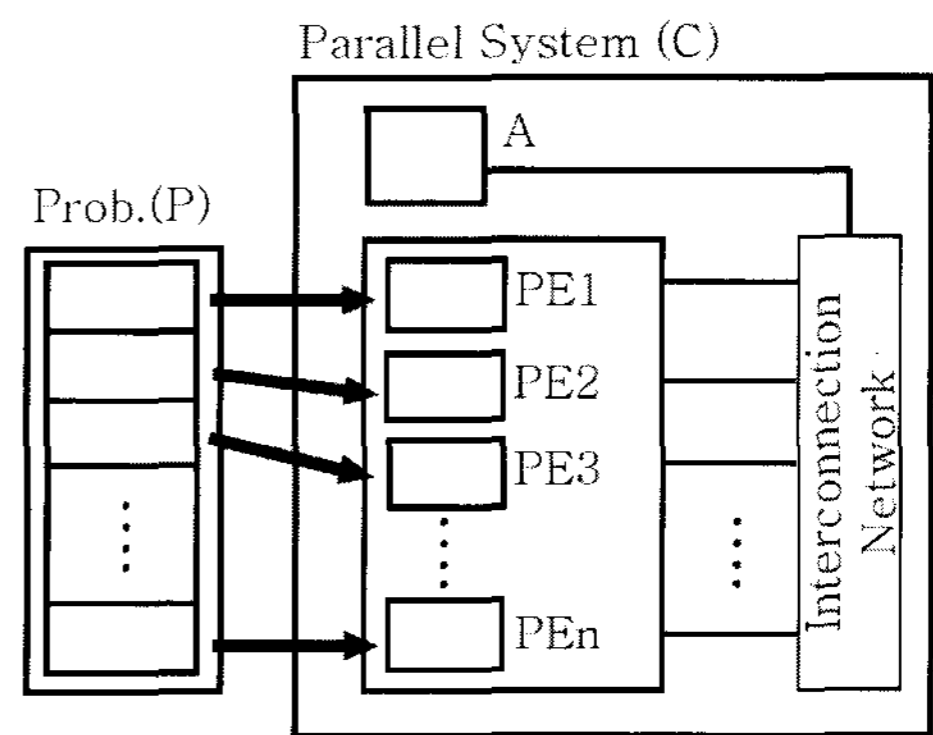 Parallel System (C)
A
Prob.(P)
PE1
PE2
PE3
PEn
Interconnection
Network